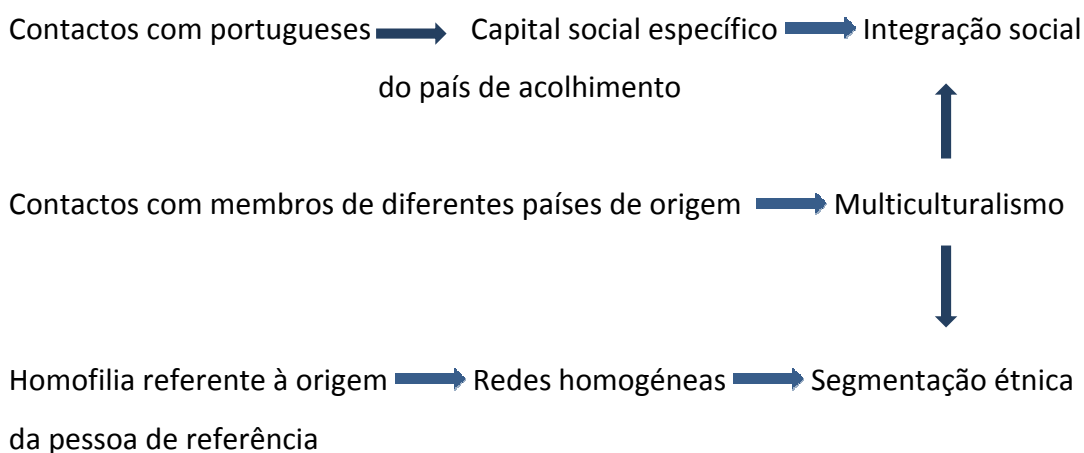 Contactos com portugueses Capital social específico Integração social
do país de acolhimento
Contactos com membros de diferentes países de origem Multiculturalismo
Homofilia referente à origem Redes homogéneas Segmentação étnica
da pessoa de referência